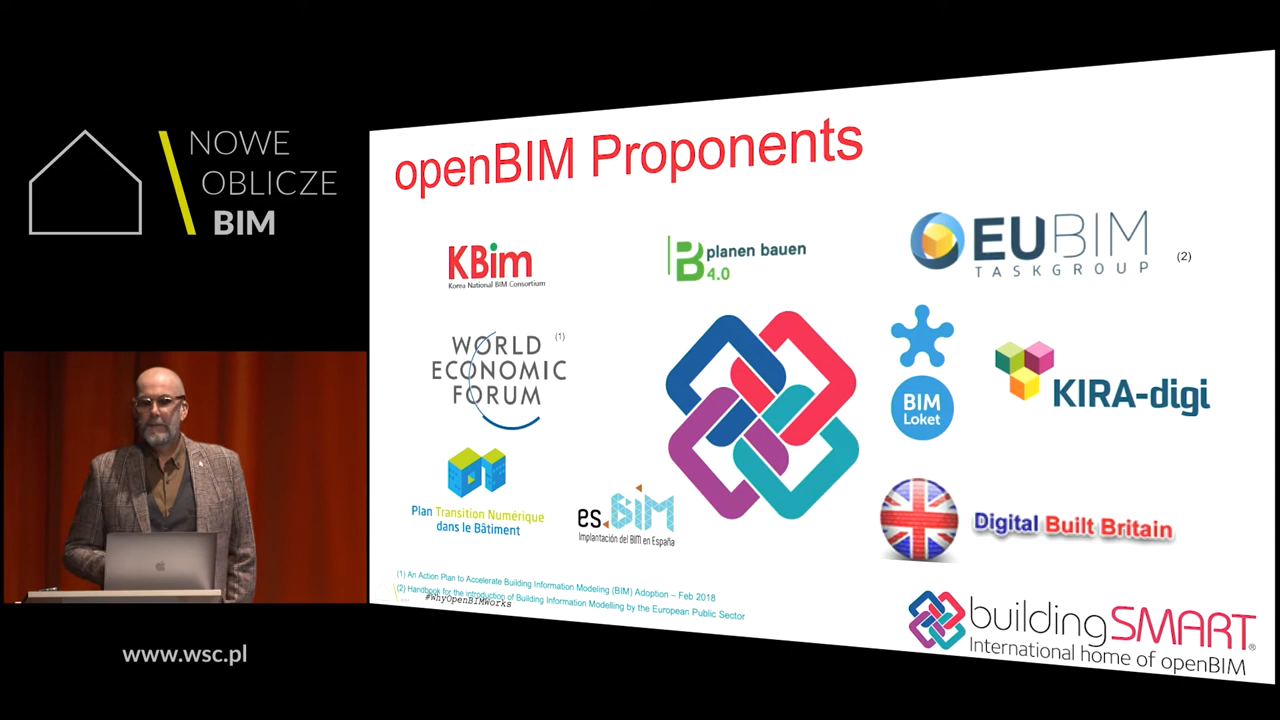 NOWE
OBLICZE
BIM
www.wsc.pl
openBIM Proponents
KBim
Korea National BIM Consortium
planen bauen
4.0
EUBIM
TASKGROUP
(2)
WORLD
ECONOMIC
FORUM
(1)
BIM
Loket
KIRA-digi
Plan Transition Numérique
dans le Bâtiment
es.BIM
Implantación del BIM en España
Digital Built Britain
(1) An Action Plan to Accelerate Building Information Modeling (BIM) Adoption – Feb 2018
(2) Handbook for the introduction of Building Information Modelling by the European Public Sector
#WhyOpenBIMWorks
buildingSMART®
International home of openBIM